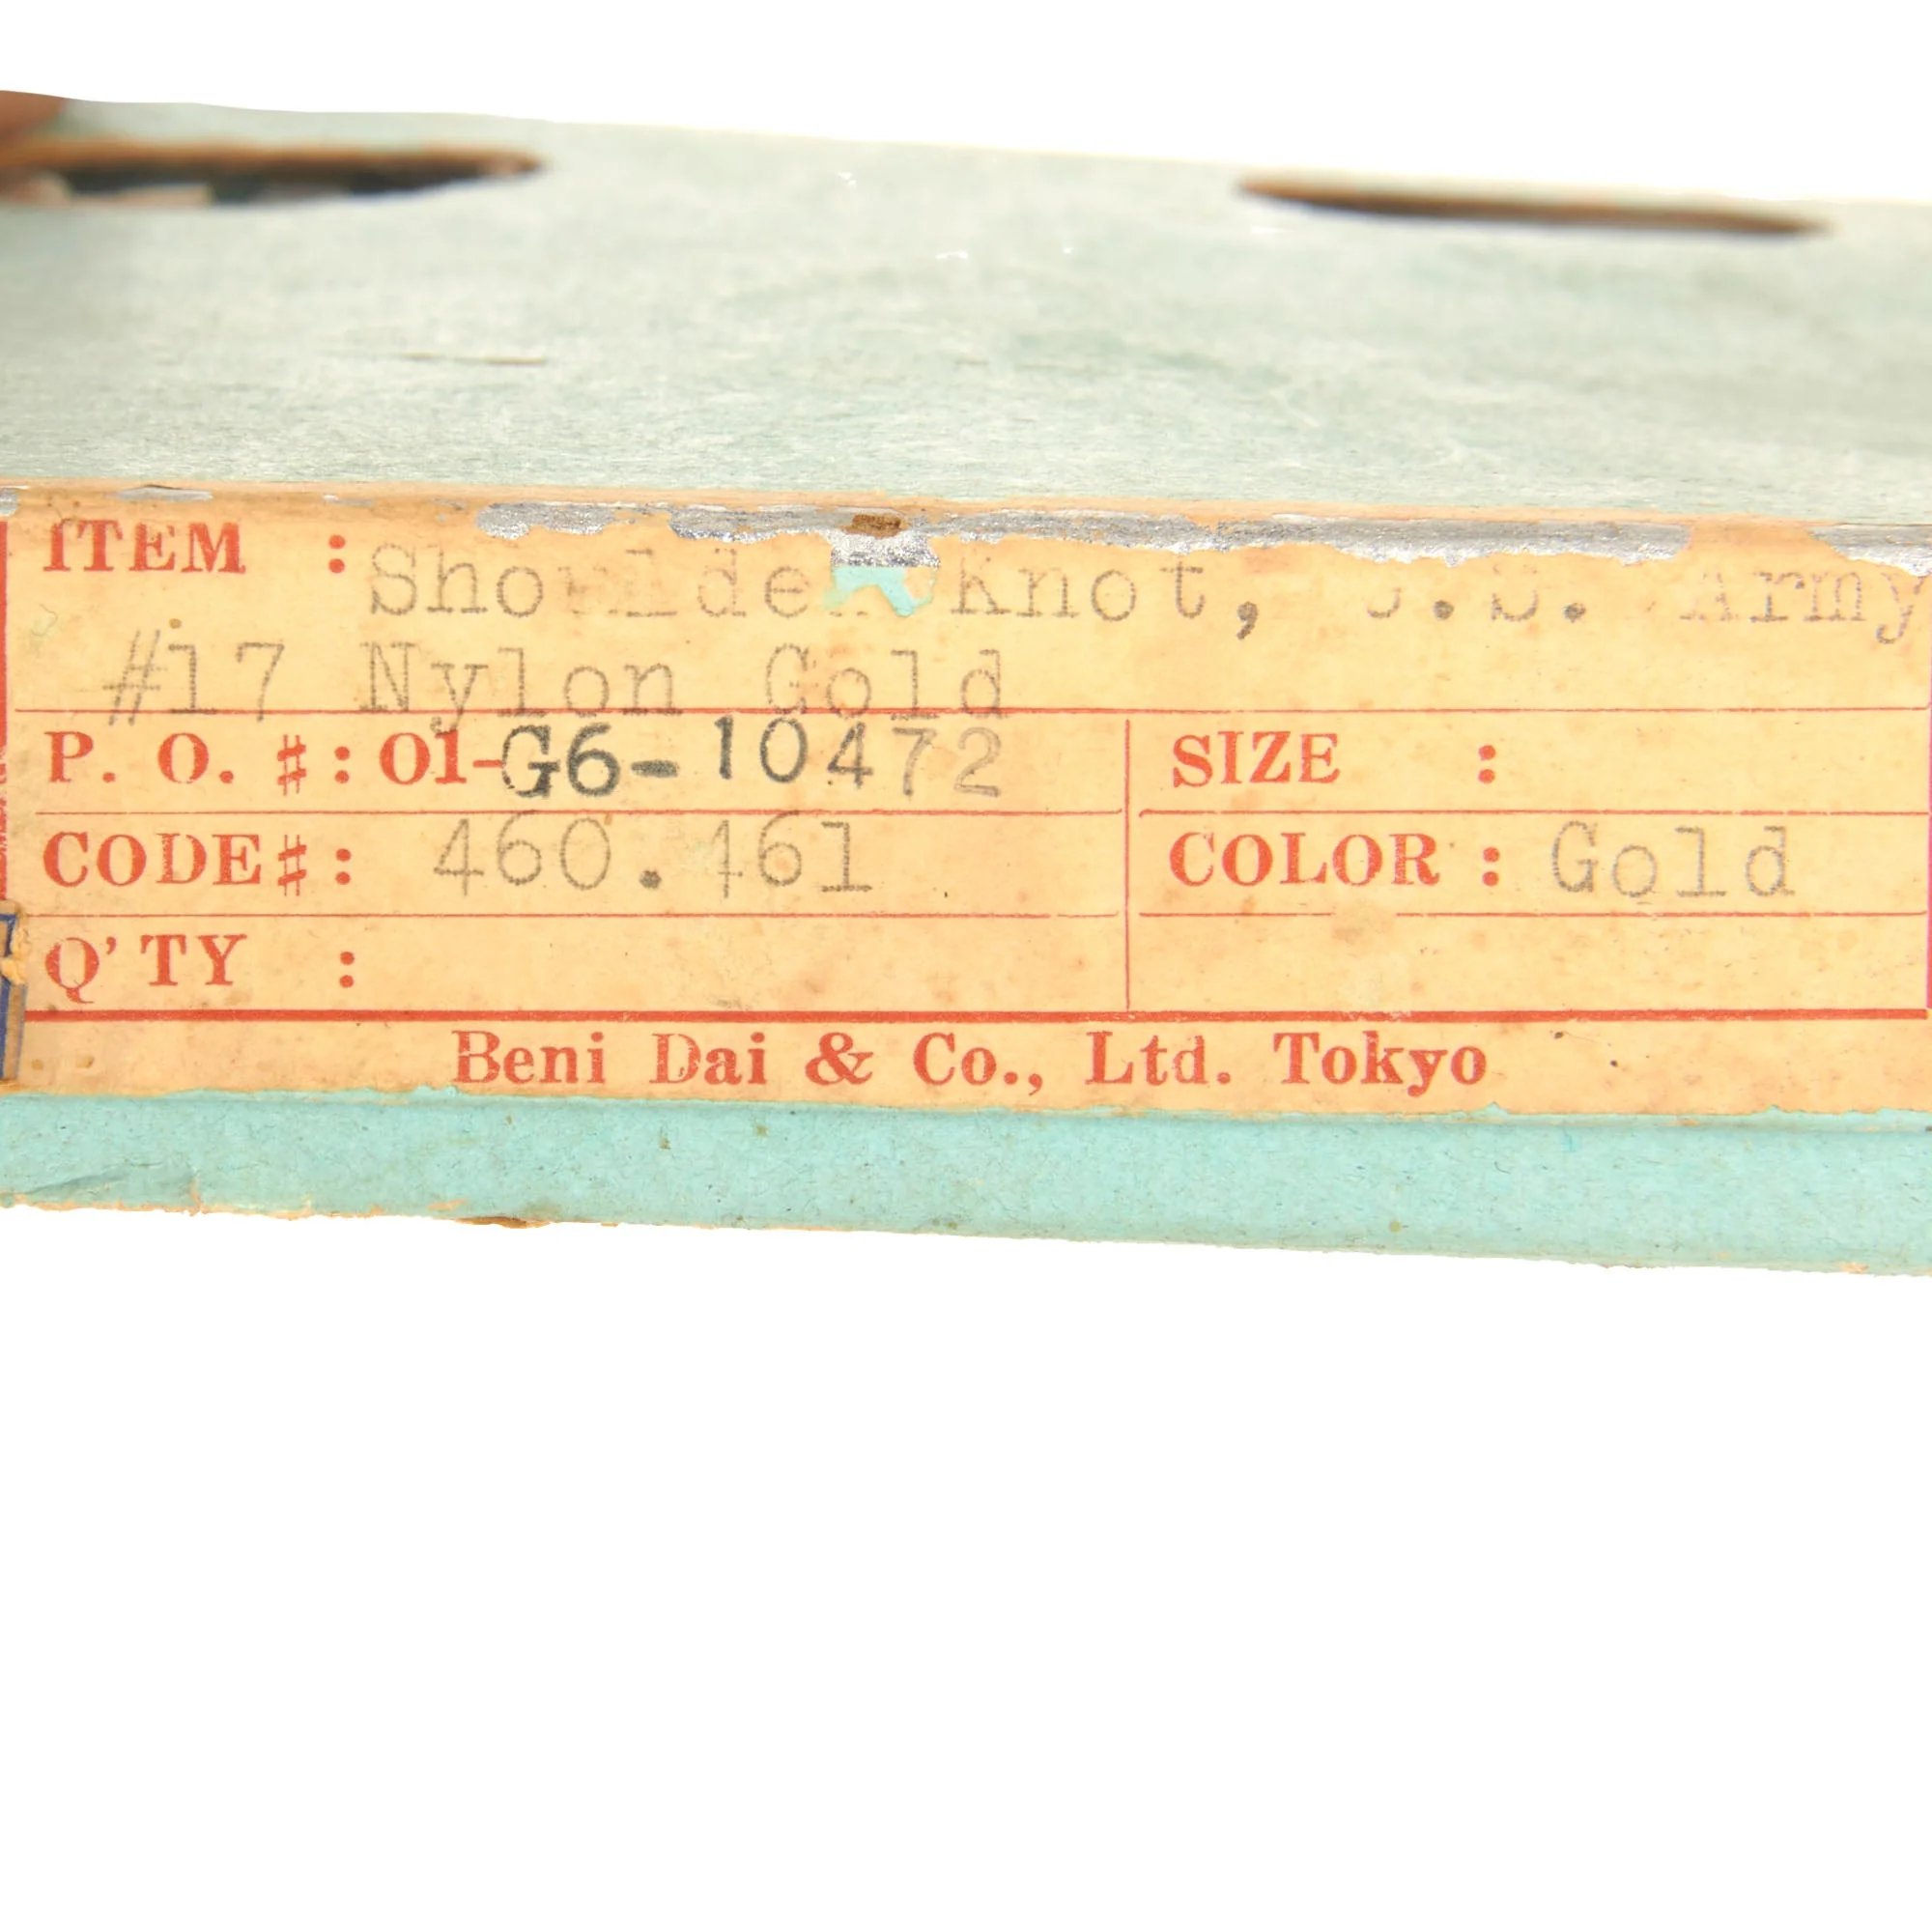 ITEM : Shoulder Knot, U.S. Army
#17 Nylon Gold
P. O. #: 01-G6-10472 SIZE :
CODE#: 460.461 COLOR : Gold
Q'TY :
Beni Dai & Co., Ltd. Tokyo